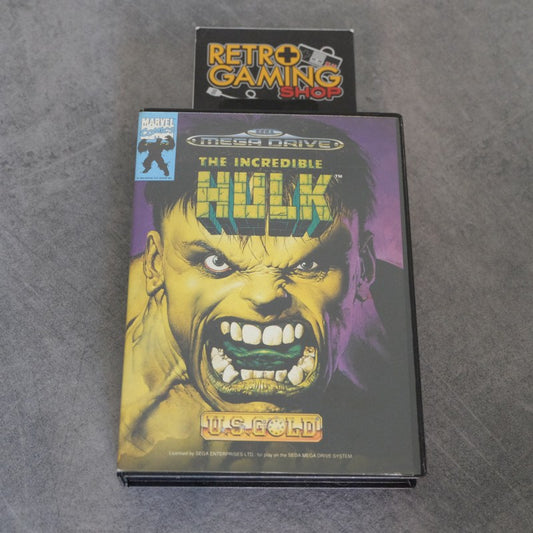 RETRO
GAMING
SHOP
MARVEL
COMICS
SEGA
MEGA DRIVE
THE INCREDIBLE
HULK™
U.S. GOLD
Licensed by SEGA ENTERPRISES LTD. for play on the SEGA MEGA DRIVE SYSTEM.